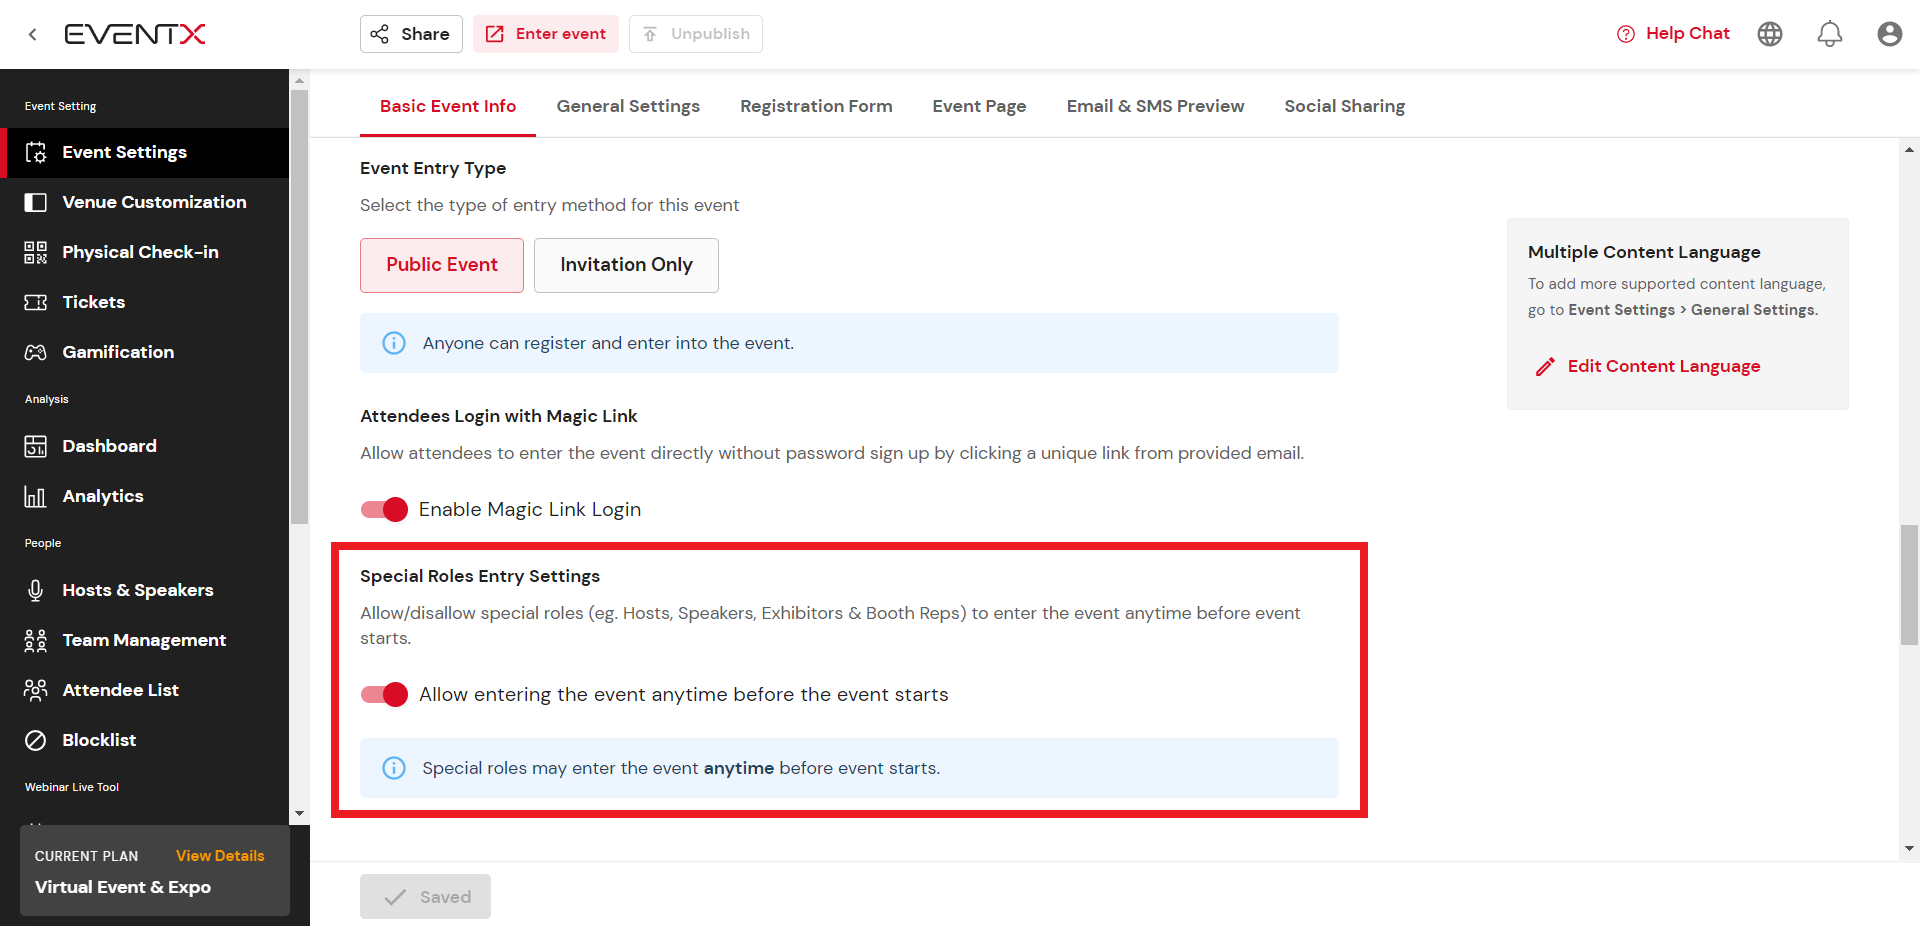 EVENTX
Share
Enter event
Unpublish
Help Chat
Event Setting
Event Settings
Venue Customization
Physical Check-in
Tickets
Gamification
Analysis
Dashboard
Analytics
People
Hosts & Speakers
Team Management
Attendee List
Blocklist
Webinar Live Tool
CURRENT PLAN
View Details
Virtual Event & Expo
Basic Event Info
General Settings
Registration Form
Event Page
Email & SMS Preview
Social Sharing
Event Entry Type
Select the type of entry method for this event
Public Event
Invitation Only
Anyone can register and enter into the event.
Attendees Login with Magic Link
Allow attendees to enter the event directly without password sign up by clicking a unique link from provided email.
Enable Magic Link Login
Special Roles Entry Settings
Allow/disallow special roles (eg. Hosts, Speakers, Exhibitors & Booth Reps) to enter the event anytime before event
starts.
Allow entering the event anytime before the event starts
Special roles may enter the event anytime before event starts.
Saved
Multiple Content Language
To add more supported content language,
go to Event Settings > General Settings.
Edit Content Language